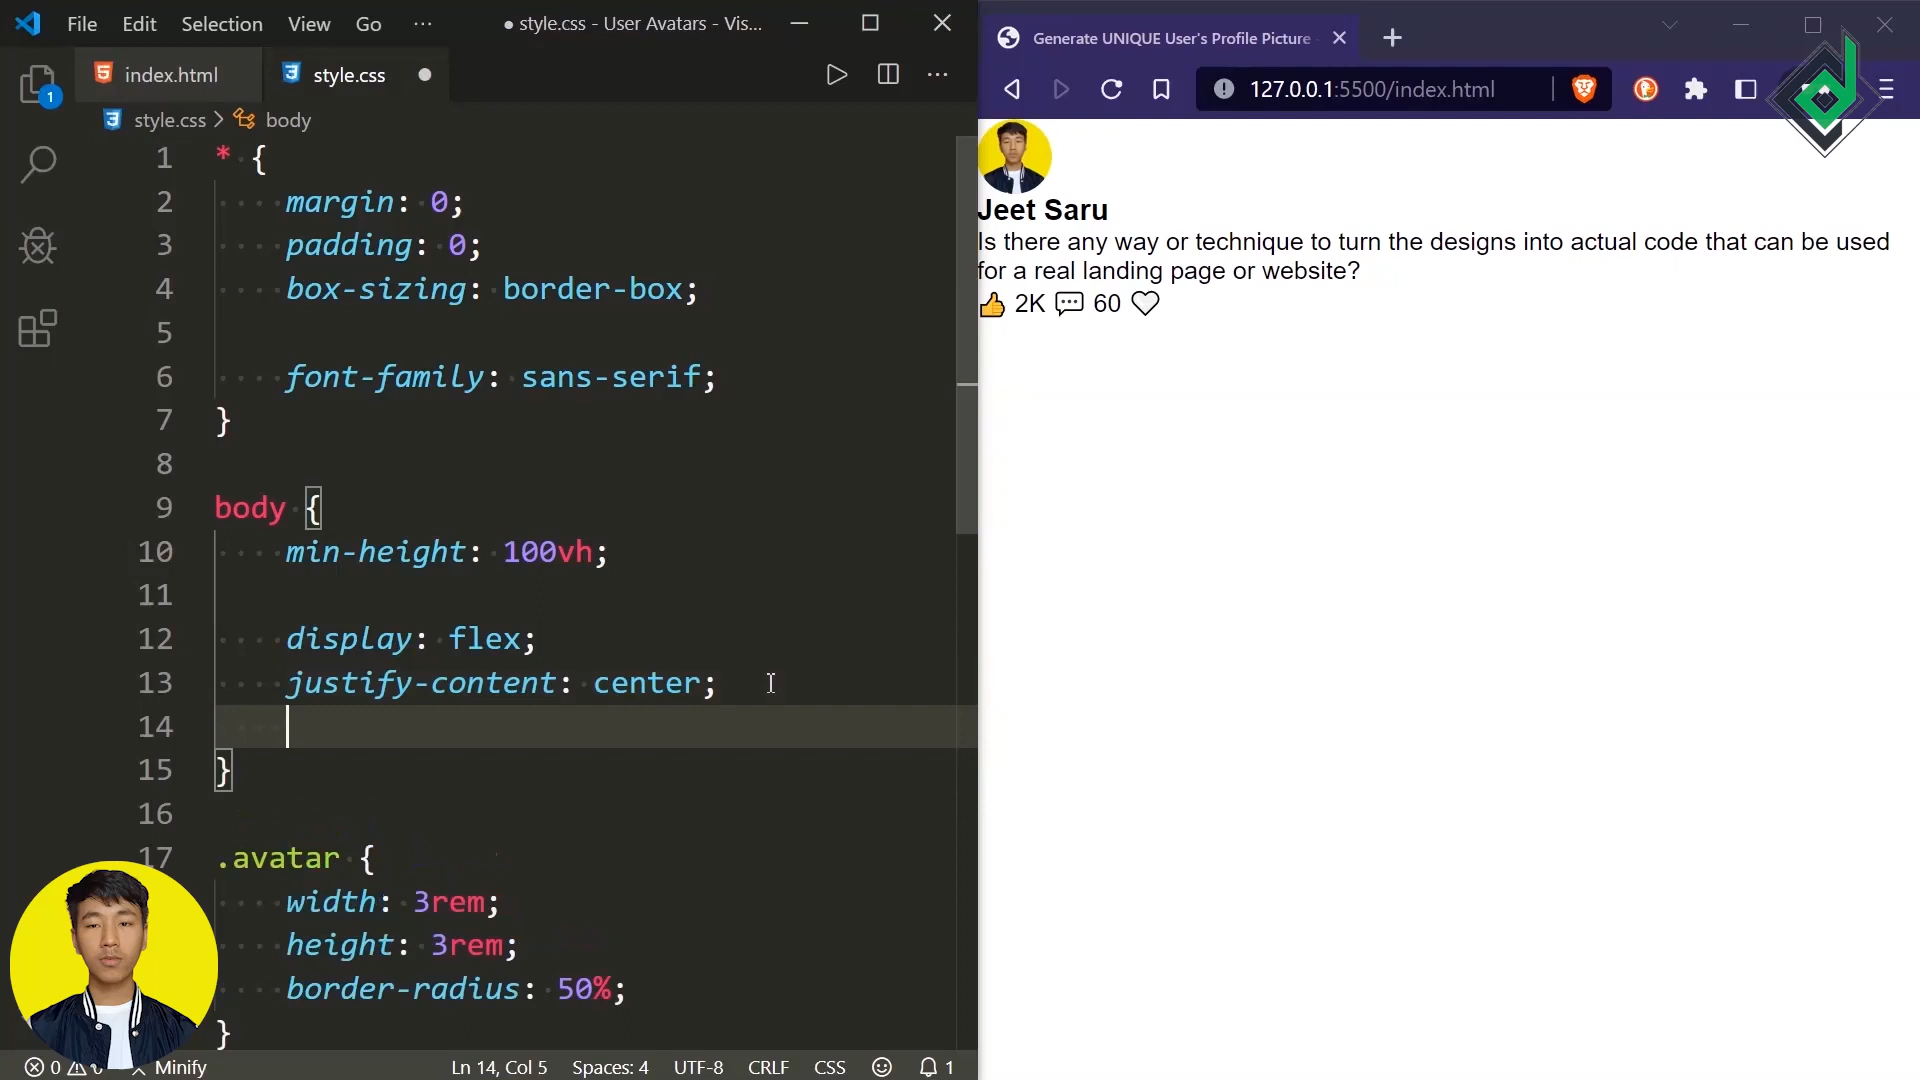 File Edit Selection View Go ··· ● style.css - User Avatars - Vis...
index.html style.css
style.css > body
1 * {
2 margin: 0;
3 padding: 0;
4 box-sizing: border-box;
5
6 font-family: sans-serif;
7 }
8
9 body {
10 min-height: 100vh;
11
12 display: flex;
13 justify-content: center;
14
15 }
16
17 .avatar {
width: 3rem;
height: 3rem;
border-radius: 50%;
}
0 Minify Ln 14, Col 5 Spaces: 4 UTF-8 CRLF CSS 1
1
Generate UNIQUE User's Profile Picture
127.0.0.1:5500/index.html
Jeet Saru
Is there any way or technique to turn the designs into actual code that can be used
for a real landing page or website?
2K 60